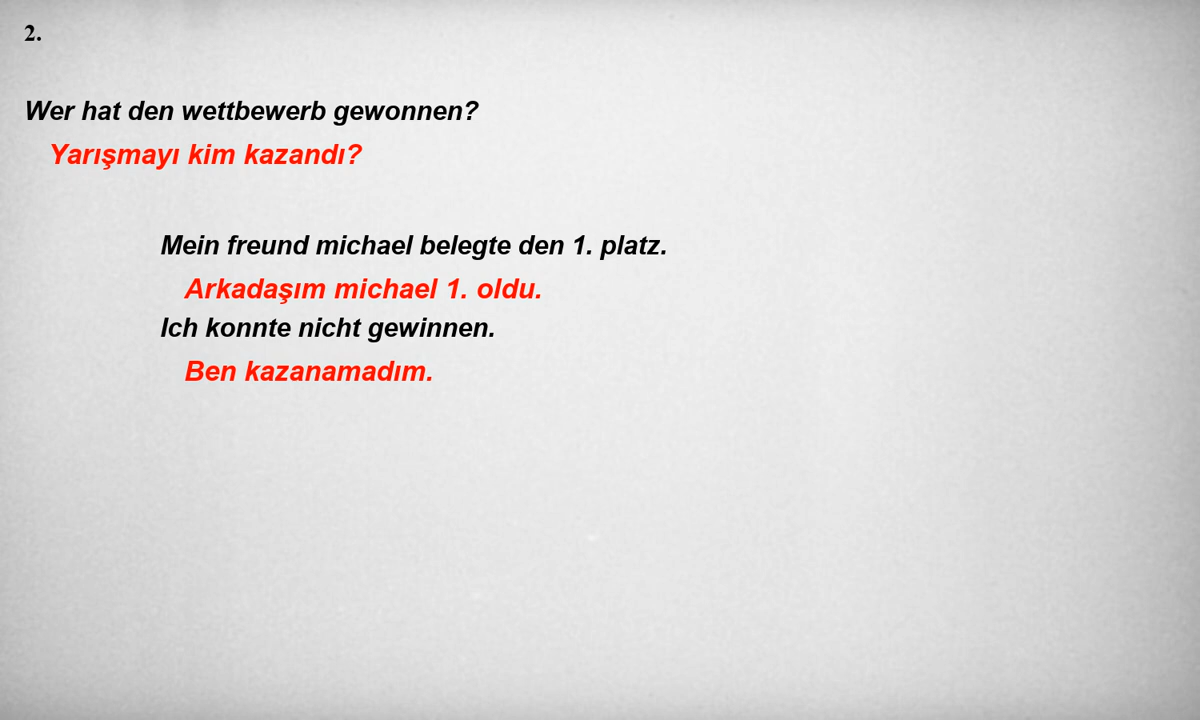 2.
Wer hat den wettbewerb gewonnen?
Yarışmayı kim kazandı?
Mein freund michael belegte den 1. platz.
Arkadaşım michael 1. oldu.
Ich konnte nicht gewinnen.
Ben kazanamadım.